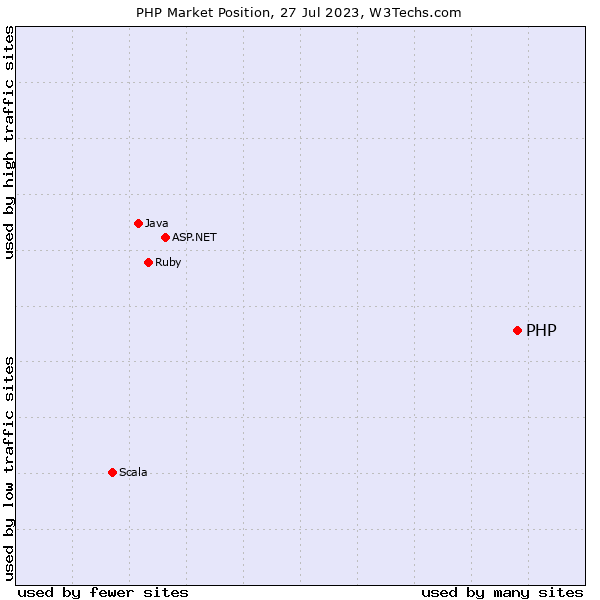 PHP Market Position, 27 Jul 2023, W3Techs.com
used by high traffic sites
Java
ASP.NET
Ruby
PHP
used by low traffic sites
Scala
used by fewer sites
used by many sites